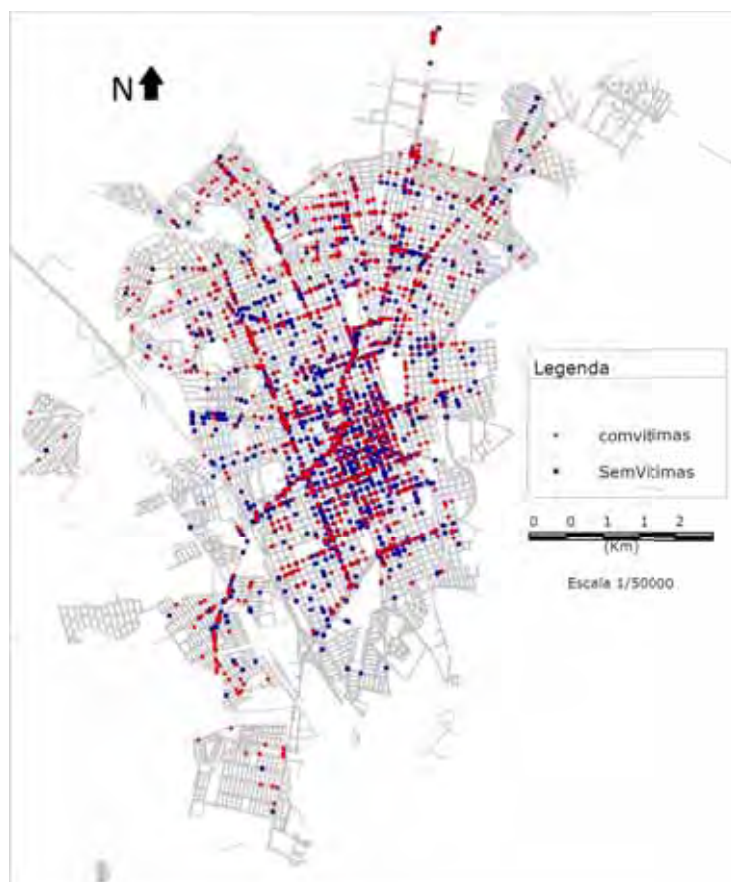 N
Legenda
comvitimas
SemVitimas
0 0 1 1 2
(Km)
Escala 1/50000